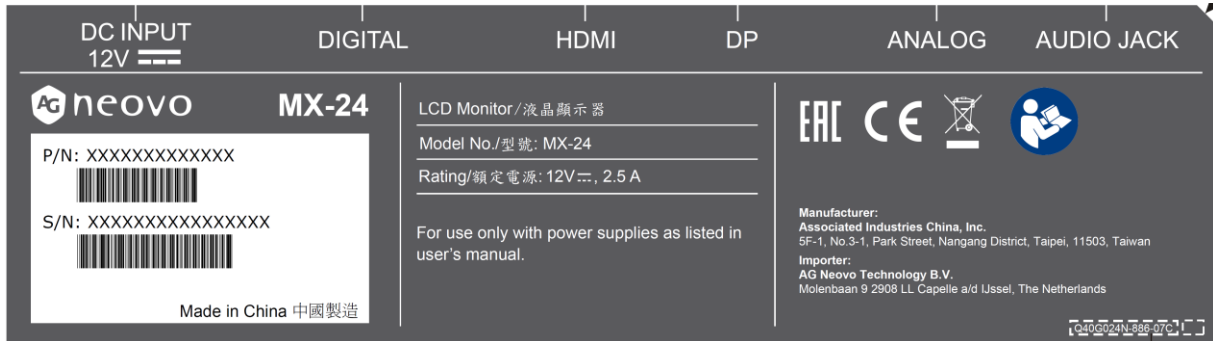 DC INPUT
12V
DIGITAL
HDMI
DP
ANALOG
AUDIO JACK
AG neovo
MX-24
P/N: XXXXXXXXXXXXX
S/N: XXXXXXXXXXXXXXXX
Made in China 中國製造
LCD Monitor/液晶顯示器
Model No./型號: MX-24
Rating/額定電源: 12V⎓, 2.5 A
For use only with power supplies as listed in
user's manual.
EAC CE
Manufacturer:
Associated Industries China, Inc.
5F-1, No.3-1, Park Street, Nangang District, Taipei, 11503, Taiwan
Importer:
AG Neovo Technology B.V.
Molenbaan 9 2908 LL Capelle a/d IJssel, The Netherlands
Q40G024N-886-07C